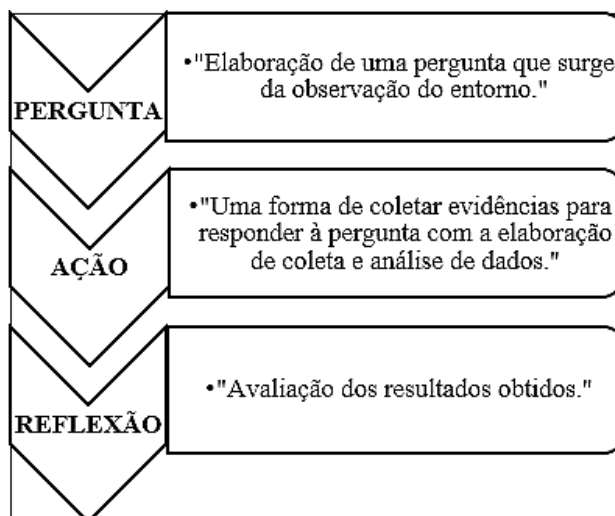 PERGUNTA
•"Elaboração de uma pergunta que surge
da observação do entorno."
AÇÃO
•"Uma forma de coletar evidências para
responder à pergunta com a elaboração
de coleta e análise de dados."
REFLEXÃO
•"Avaliação dos resultados obtidos."